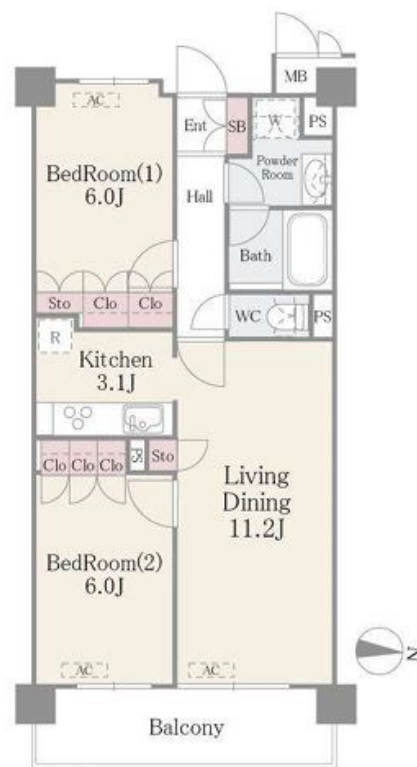 MB
AC
Ent
SB
W
PS
BedRoom(1)
6.0J
Powder
Room
Hall
Bath
Sto
Clo
Clo
WC
PS
R
Kitchen
3.1J
Clo
Clo
Clo
PS
Sto
Living
Dining
11.2J
BedRoom(2)
6.0J
N
AC
AC
Balcony